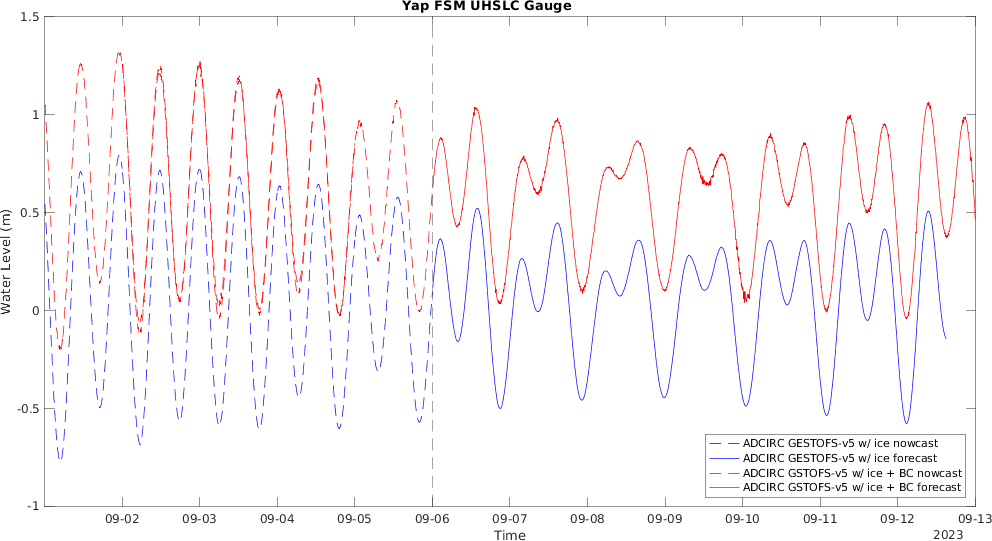 Yap FSM UHSLC Gauge
1.5
1
0.5
0
-0.5
-1
Water Level (m)
ADCIRC GESTOFS-v5 w/ ice nowcast
ADCIRC GESTOFS-v5 w/ ice forecast
ADCIRC GSTOFS-v5 w/ ice + BC nowcast
ADCIRC GSTOFS-v5 w/ ice + BC forecast
09-02 09-03 09-04 09-05 09-06 09-07 09-08 09-09 09-10 09-11 09-12 09-13
Time
2023